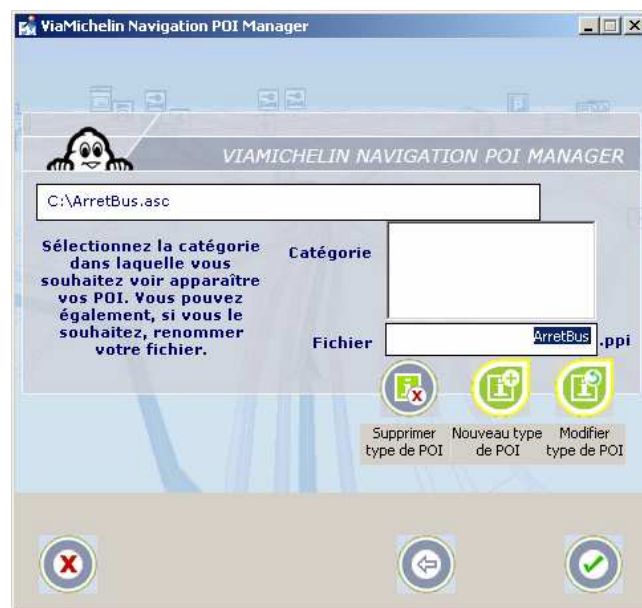 ViaMichelin Navigation POI Manager
VIAMICHELIN NAVIGATION POI MANAGER
C:\ArretBus.asc
Sélectionnez la catégorie
dans laquelle vous
souhaitez voir apparaître
vos POI. Vous pouvez
également, si vous le
souhaitez, renommer
votre fichier.
Catégorie
Fichier
ArretBus .ppi
Supprimer
type de POI
Nouveau type
de POI
Modifier
type de POI